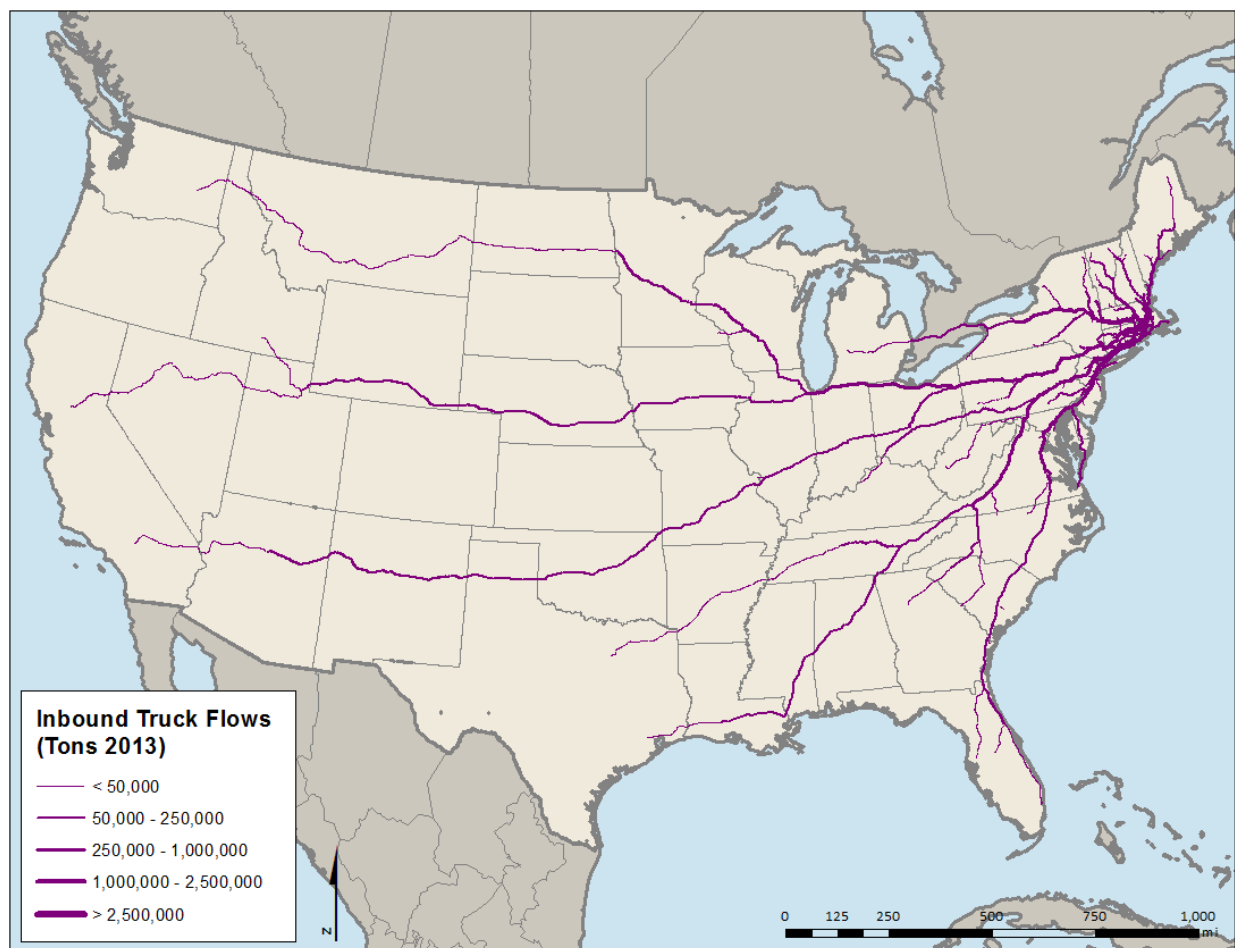 Inbound Truck Flows
(Tons 2013)
< 50,000
50,000 - 250,000
250,000 - 1,000,000
1,000,000 - 2,500,000
> 2,500,000
N
0 125 250 500 750 1,000
mi